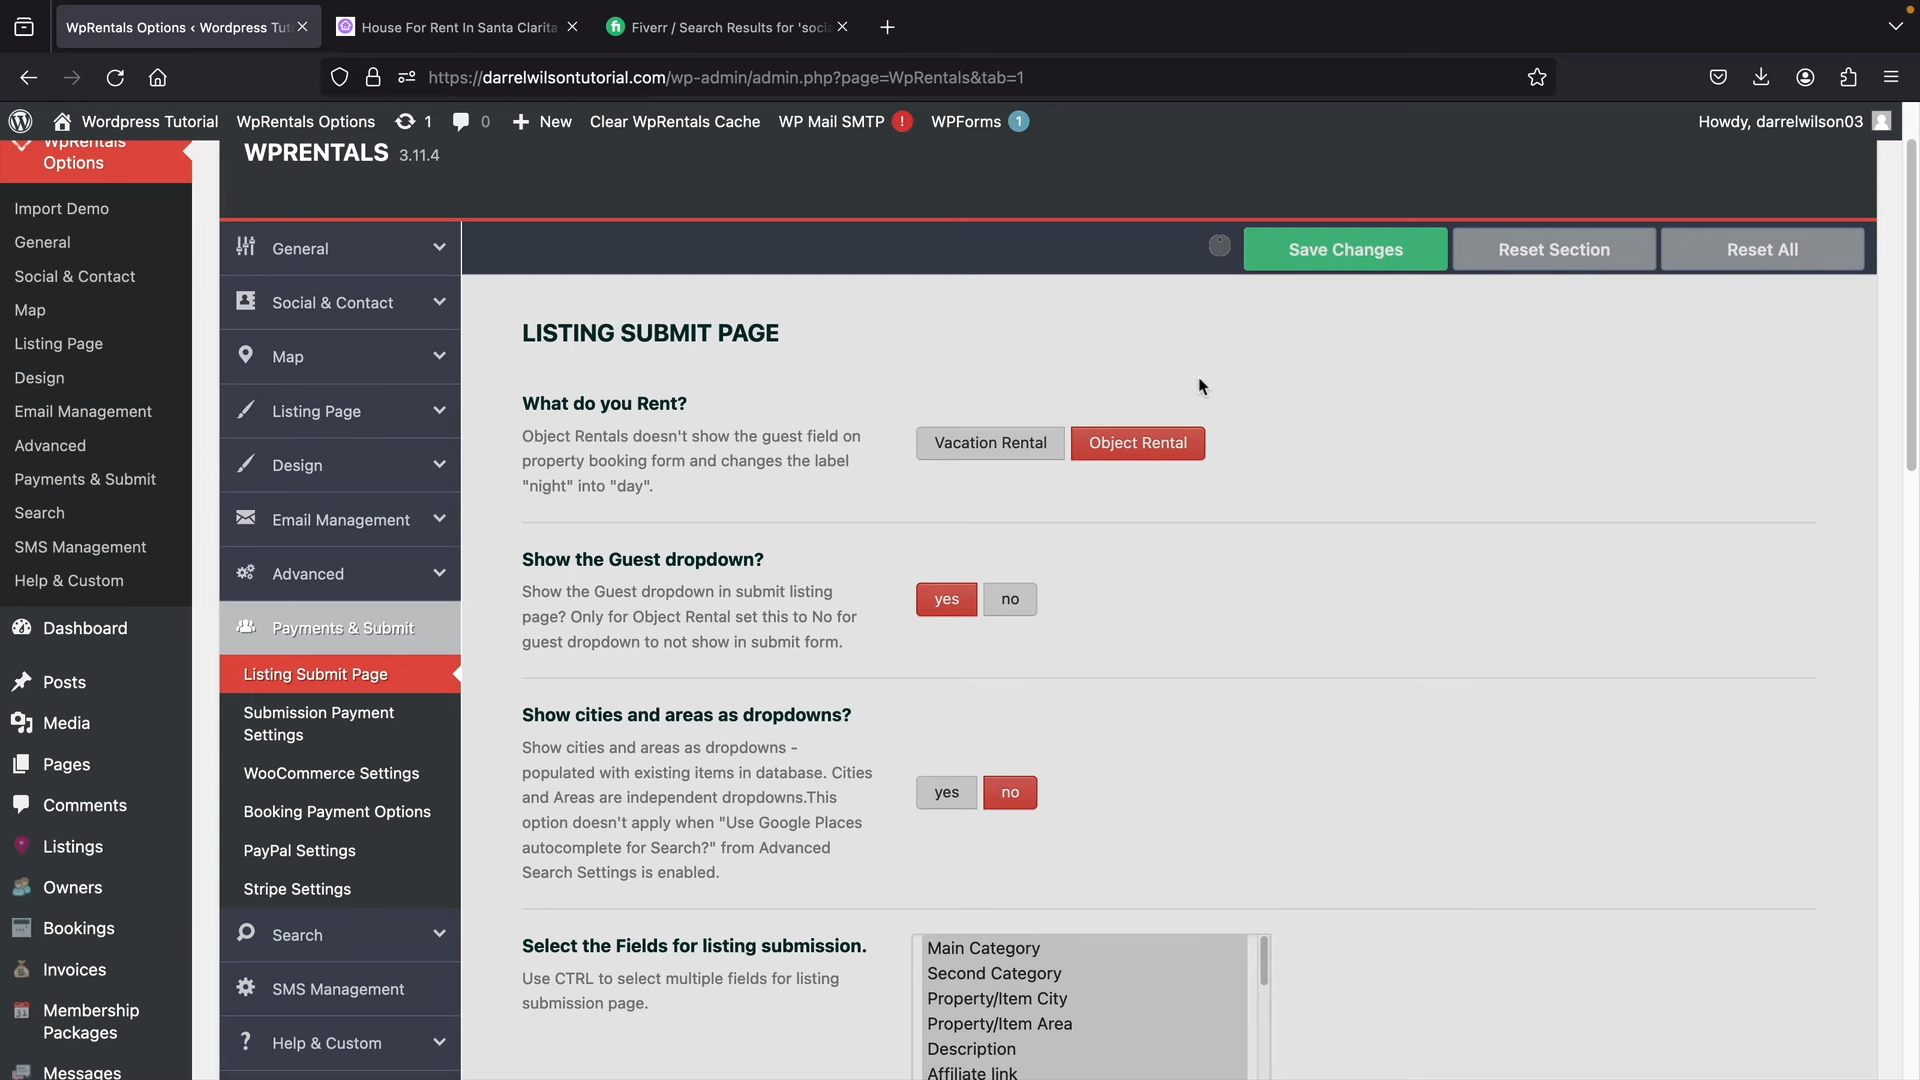 WpRentals Options ‹ Wordpress Tut
House For Rent In Santa Clarita
Fiverr / Search Results for 'soci
https://darrelwilsontutorial.com/wp-admin/admin.php?page=WpRentals&tab=1
Wordpress Tutorial
WpRentals Options
1
0
New
Clear WpRentals Cache
WP Mail SMTP !
WPForms 1
Howdy, darrelwilson03
WpRentals
Options
Import Demo
General
Social & Contact
Map
Listing Page
Design
Email Management
Advanced
Payments & Submit
Search
SMS Management
Help & Custom
Dashboard
Posts
Media
Pages
Comments
Listings
Owners
Bookings
Invoices
Membership
Packages
Messages
WPRENTALS 3.11.4
General
Social & Contact
Map
Listing Page
Design
Email Management
Advanced
Payments & Submit
Listing Submit Page
Submission Payment
Settings
WooCommerce Settings
Booking Payment Options
PayPal Settings
Stripe Settings
Search
SMS Management
Help & Custom
Save Changes
Reset Section
Reset All
LISTING SUBMIT PAGE
What do you Rent?
Object Rentals doesn't show the guest field on
property booking form and changes the label
"night" into "day".
Vacation Rental
Object Rental
Show the Guest dropdown?
Show the Guest dropdown in submit listing
page? Only for Object Rental set this to No for
guest dropdown to not show in submit form.
yes
no
Show cities and areas as dropdowns?
Show cities and areas as dropdowns -
populated with existing items in database. Cities
and Areas are independent dropdowns.This
option doesn't apply when "Use Google Places
autocomplete for Search?" from Advanced
Search Settings is enabled.
yes
no
Select the Fields for listing submission.
Use CTRL to select multiple fields for listing
submission page.
Main Category
Second Category
Property/Item City
Property/Item Area
Description
Affiliate link